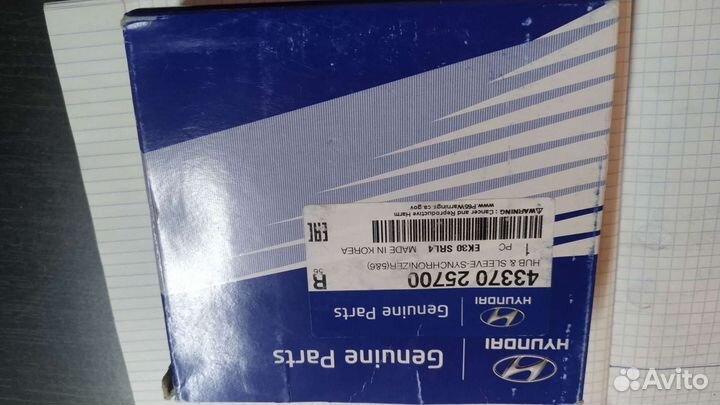 HYUNDAI
Genuine Parts
HYUNDAI
Genuine Parts
43370 25700
R
56
HUB & SLEEVE-SYNCHRONIZER(5&6)
1 PC
EK30 SRL4
MADE IN KOREA
EAC
⚠WARNING : Cancer and Reproductive Harm
www.P65Warnings.ca.gov
Avito